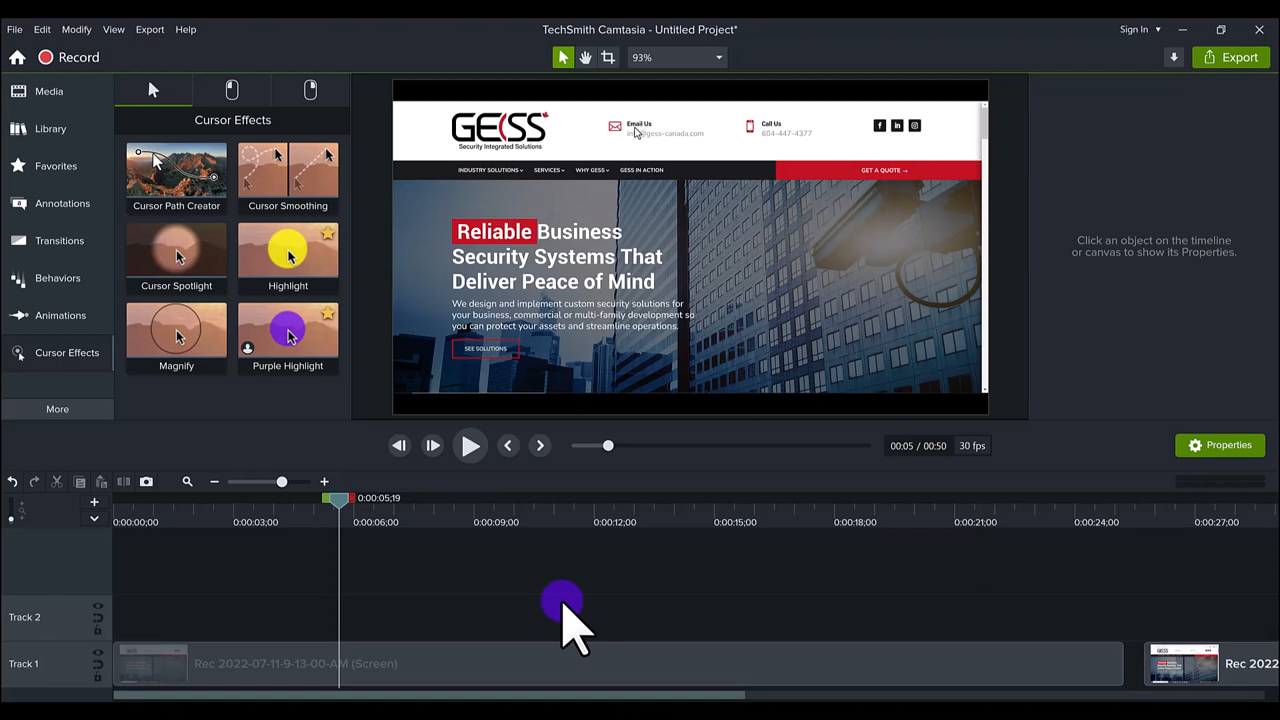 File Edit Modify View Export Help
TechSmith Camtasia - Untitled Project*
Sign In
Record
93%
Export
Media
Library
Favorites
Annotations
Transitions
Behaviors
Animations
Cursor Effects
More
Cursor Effects
Cursor Path Creator
Cursor Smoothing
Cursor Spotlight
Highlight
Magnify
Purple Highlight
GESS
Security Integrated Solutions
Email Us
@gess-canada.com
Call Us
604-447-4377
INDUSTRY SOLUTIONS SERVICES WHY GESS GESS IN ACTION
GET A QUOTE →
Reliable Business
Security Systems That
Deliver Peace of Mind
We design and implement custom security solutions for
your business, commercial or multi-family development so
you can protect your assets and streamline operations.
SEE SOLUTIONS
Click an object on the timeline
or canvas to show its Properties.
00:05 / 00:50
30 fps
Properties
0:00:05;19
0:00:00;00 0:00:03;00 0:00:06;00 0:00:09;00 0:00:12;00 0:00:15;00 0:00:18;00 0:00:21;00 0:00:24;00 0:00:27;00
Track 2
Track 1
Rec 2022-07-11-9-13-00-AM (Screen)
Rec 2022